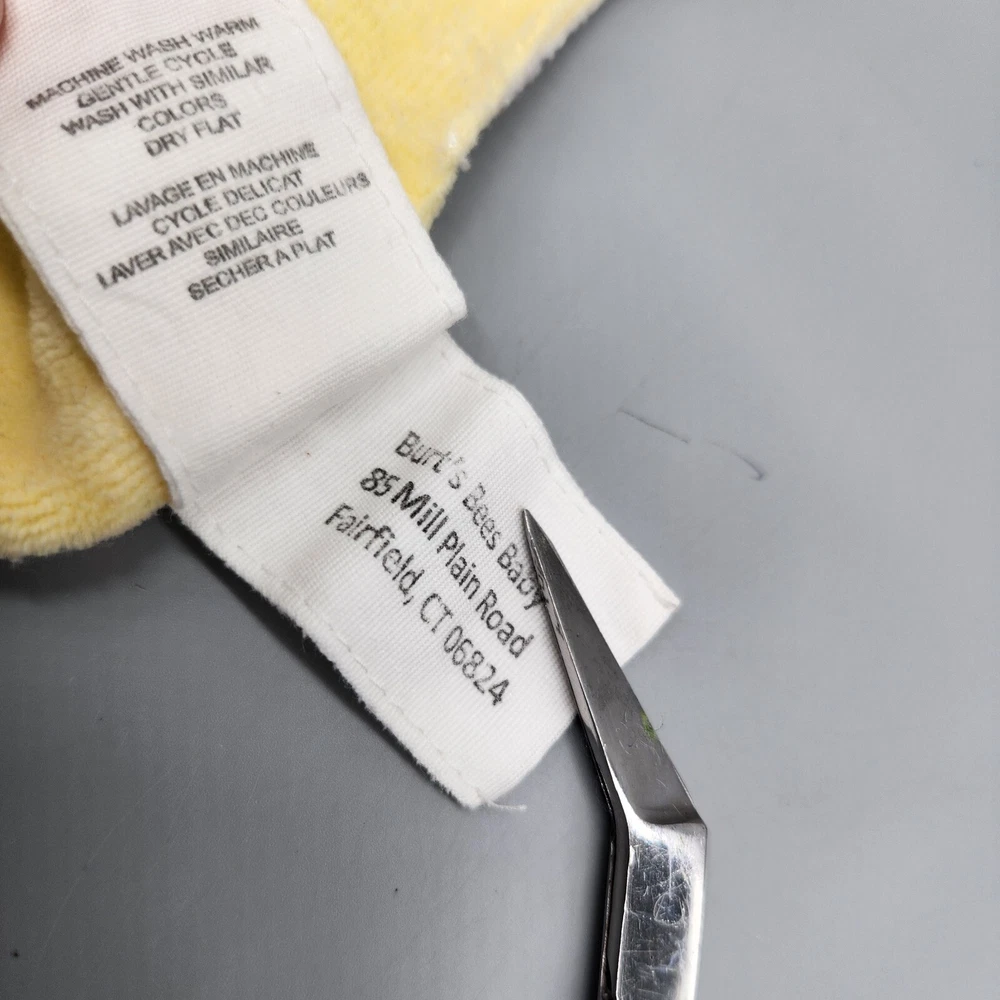 MACHINE WASH WARM
GENTLE CYCLE
WASH WITH SIMILAR
COLORS
DRY FLAT
LAVAGE EN MACHINE
CYCLE DELICAT
LAVER AVEC DEC COULEURS
SIMILAIRE
SECHER A PLAT
Burt's Bees Baby
85 Mill Plain Road
Fairfield, CT 06824